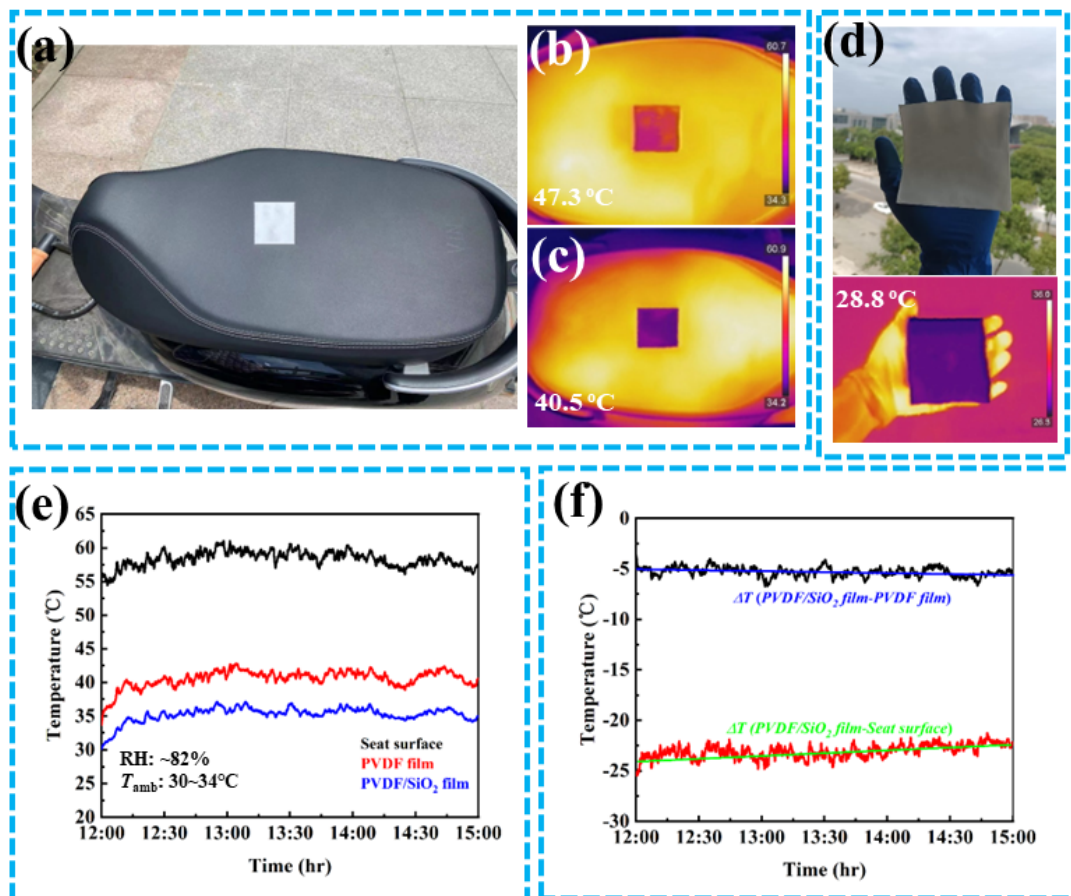 (a)
(b)
60.7
34.3
47.3 °C
(c)
60.9
34.2
40.5 °C
(d)
28.8 °C
(e)
Temperature (℃)
65
60
55
50
45
40
35
30
25
20
RH: ~82%
Tamb: 30~34°C
Seat surface
PVDF film
PVDF/SiO2 film
12:00 12:30 13:00 13:30 14:00 14:30 15:00
Time (hr)
(f)
Temperature (℃)
0
-5
-10
-15
-20
-25
-30
ΔT (PVDF/SiO2 film-PVDF film)
ΔT (PVDF/SiO2 film-Seat surface)
12:00 12:30 13:00 13:30 14:00 14:30 15:00
Time (hr)